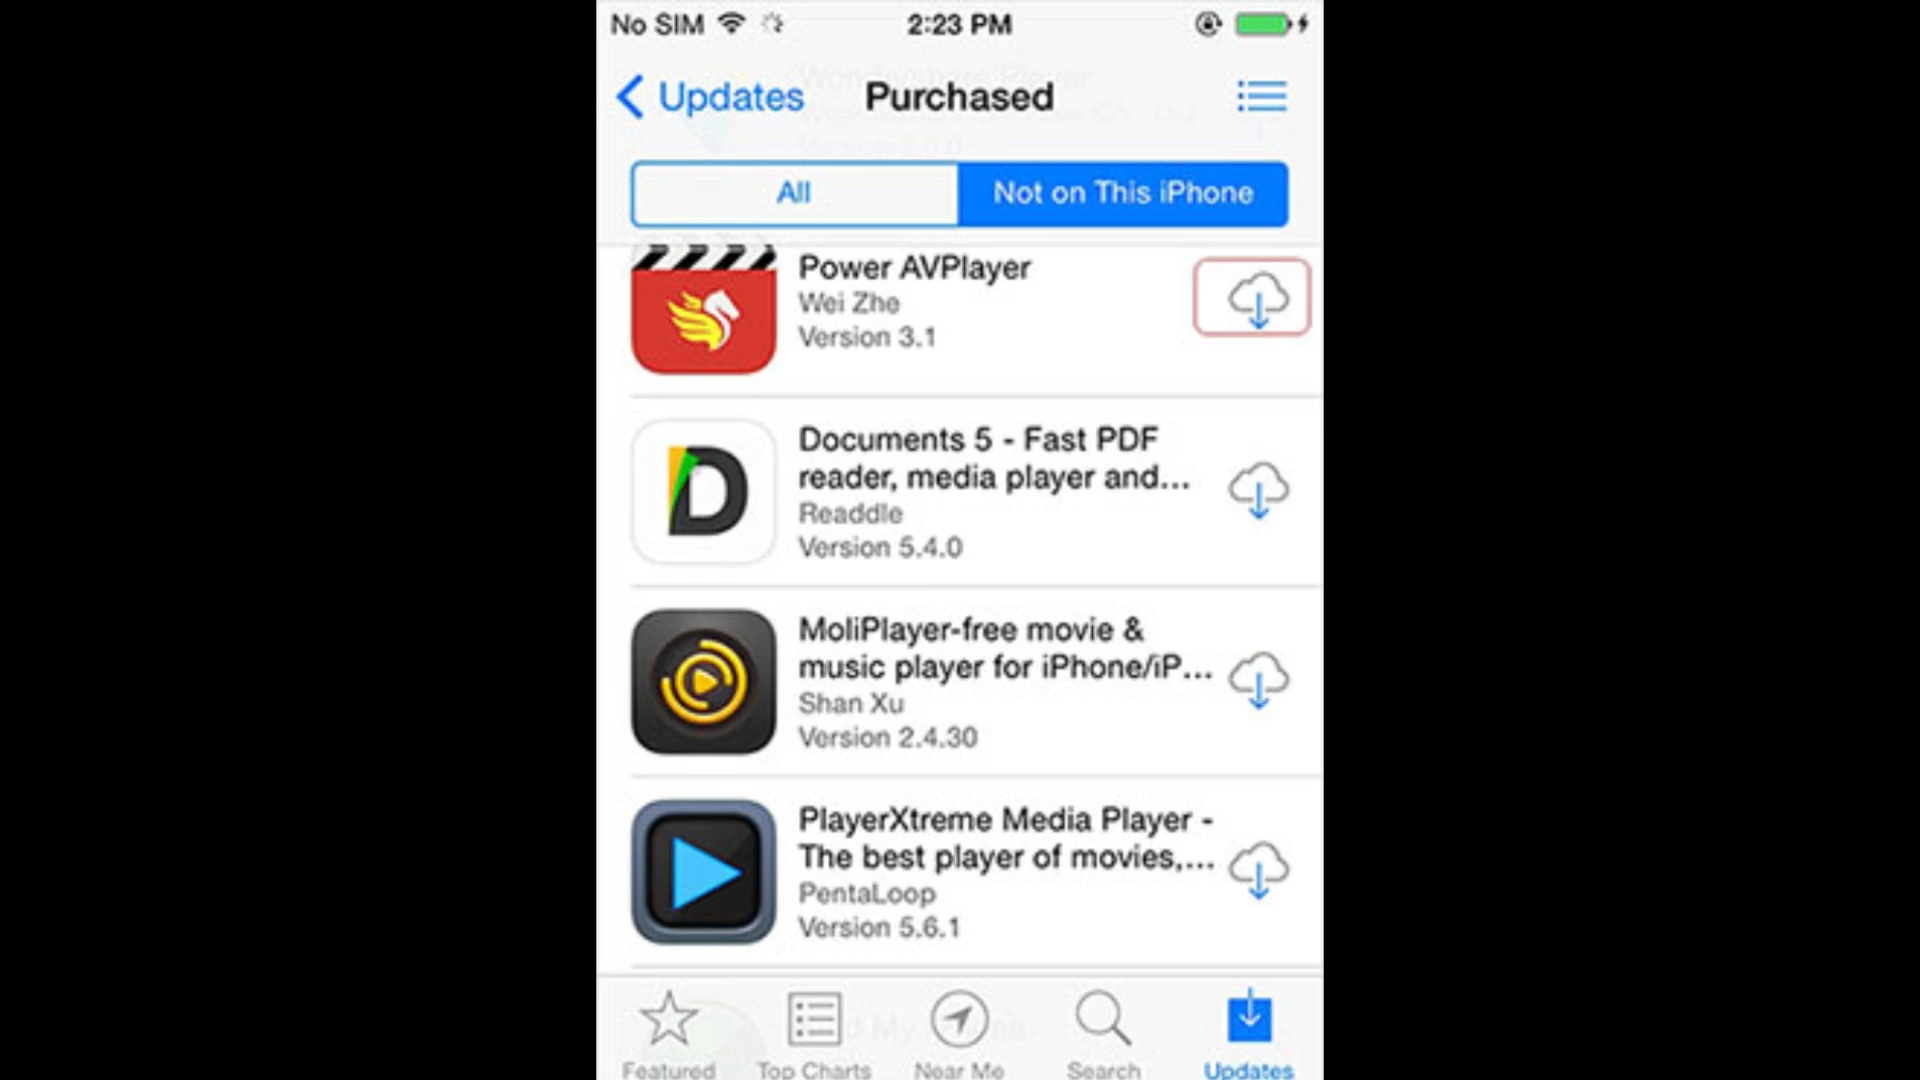 No SIM 2:23 PM
Updates Purchased
All Not on This iPhone
Power AVPlayer
Wei Zhe
Version 3.1
Documents 5 - Fast PDF
reader, media player and...
Readdle
Version 5.4.0
MoliPlayer-free movie &
music player for iPhone/iP...
Shan Xu
Version 2.4.30
PlayerXtreme Media Player -
The best player of movies,...
PentaLoop
Version 5.6.1
Featured Top Charts Near Me Search Updates